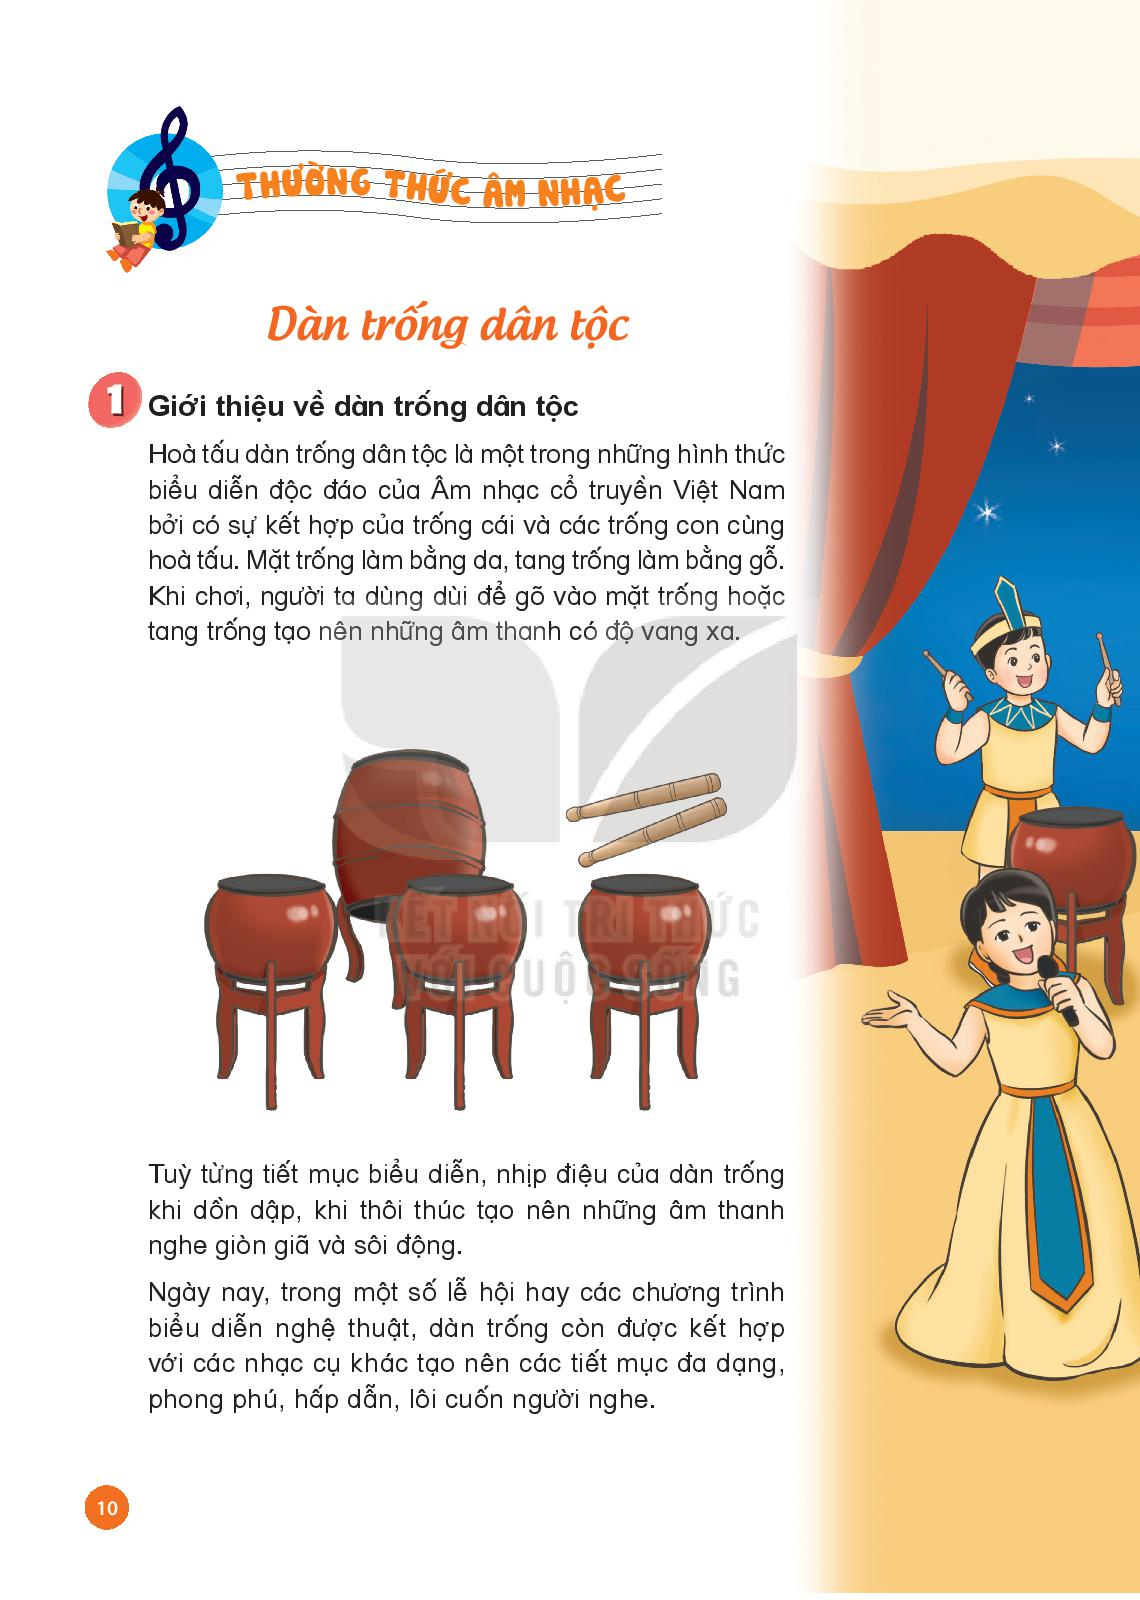 THƯỜNG THỨC ÂM NHẠC
Dàn trống dân tộc
1 Giới thiệu về dàn trống dân tộc
Hoà tấu dàn trống dân tộc là một trong những hình thức
biểu diễn độc đáo của Âm nhạc cổ truyền Việt Nam
bởi có sự kết hợp của trống cái và các trống con cùng
hoà tấu. Mặt trống làm bằng da, tang trống làm bằng gỗ.
Khi chơi, người ta dùng dùi để gõ vào mặt trống hoặc
tang trống tạo nên những âm thanh có độ vang xa.
KẾT NỐI TRI THỨC
VỚI CUỘC SỐNG
Tuỳ từng tiết mục biểu diễn, nhịp điệu của dàn trống
khi dồn dập, khi thôi thúc tạo nên những âm thanh
nghe giòn giã và sôi động.
Ngày nay, trong một số lễ hội hay các chương trình
biểu diễn nghệ thuật, dàn trống còn được kết hợp
với các nhạc cụ khác tạo nên các tiết mục đa dạng,
phong phú, hấp dẫn, lôi cuốn người nghe.
10